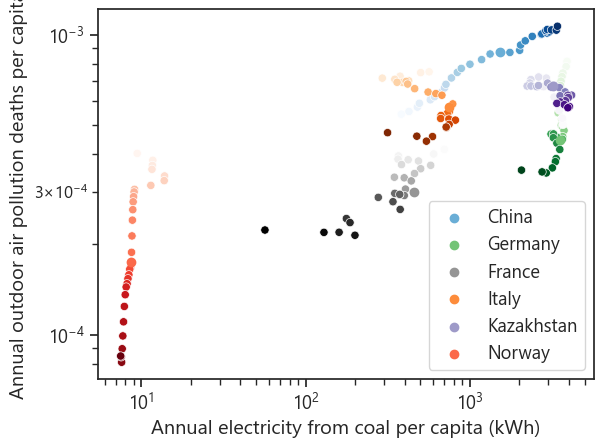 Annual outdoor air pollution deaths per capita
10⁻³
3×10⁻⁴
10⁻⁴
China
Germany
France
Italy
Kazakhstan
Norway
10¹
10²
10³
Annual electricity from coal per capita (kWh)